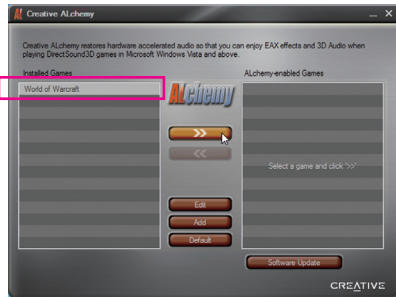 Creative ALchemy
Creative ALchemy restores hardware accelerated audio so that you can enjoy EAX effects and 3D Audio when
playing DirectSound3D games in Microsoft Windows Vista and above.
Installed Games
ALchemy-enabled Games
World of Warcraft
ALchemy
>>
<<
Select a game and click '>>'
Edit
Add
Default
Software Update
CREATIVE